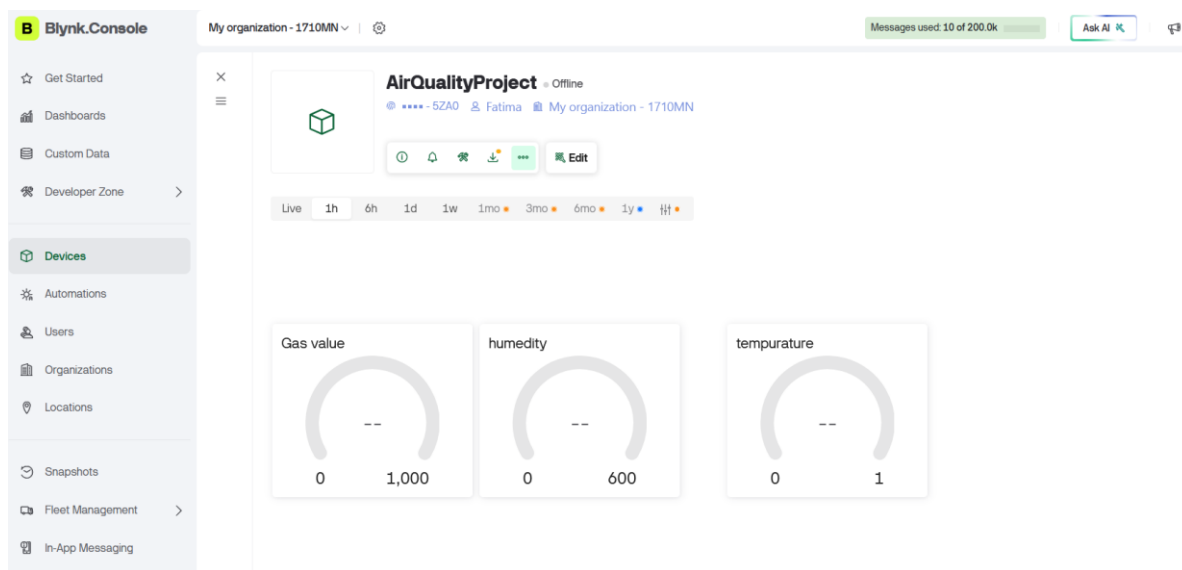 B Blynk.Console
My organization - 1710MN
Messages used: 10 of 200.0k
Ask AI
Get Started
Dashboards
Custom Data
Developer Zone
Devices
Automations
Users
Organizations
Locations
Snapshots
Fleet Management
In-App Messaging
AirQualityProject Offline
- 5ZA0 Fatima My organization - 1710MN
Edit
Live 1h 6h 1d 1w 1mo 3mo 6mo 1y
Gas value
--
0 1,000
humedity
--
0 600
tempurature
--
0 1